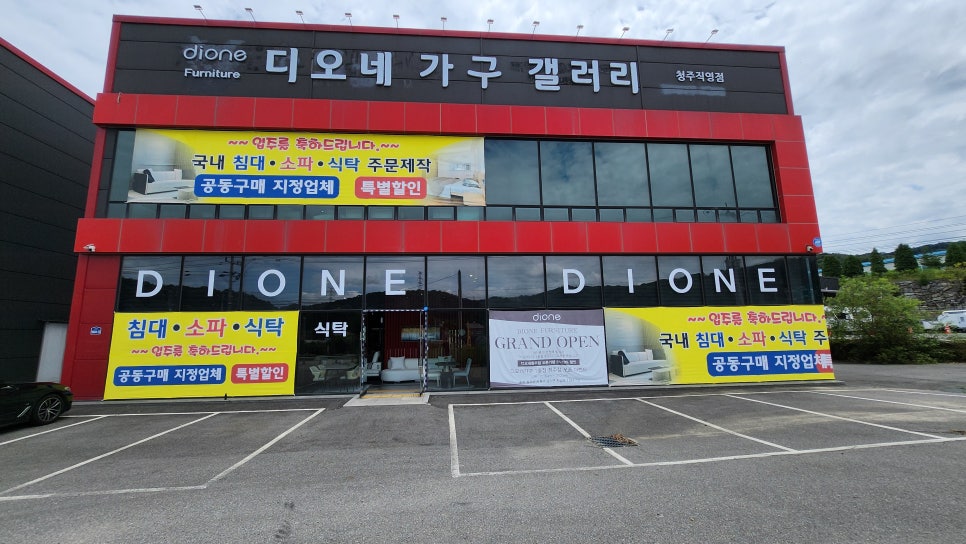 dione
Furniture
디오네 가구 갤러리
청주직영점
~~ 입주를 축하드립니다. ~~
국내 침대·소파·식탁 주문제작
공동구매 지정업체 특별할인
DIONE DIONE
침대·소파·식탁
~~ 입주를 축하드립니다. ~~
공동구매 지정업체 특별할인
식탁
dione
DIONE FURNITURE
GRAND OPEN
~~ 입주를 축하드립니다. ~~
국내 침대·소파·식탁 주
공동구매 지정업체